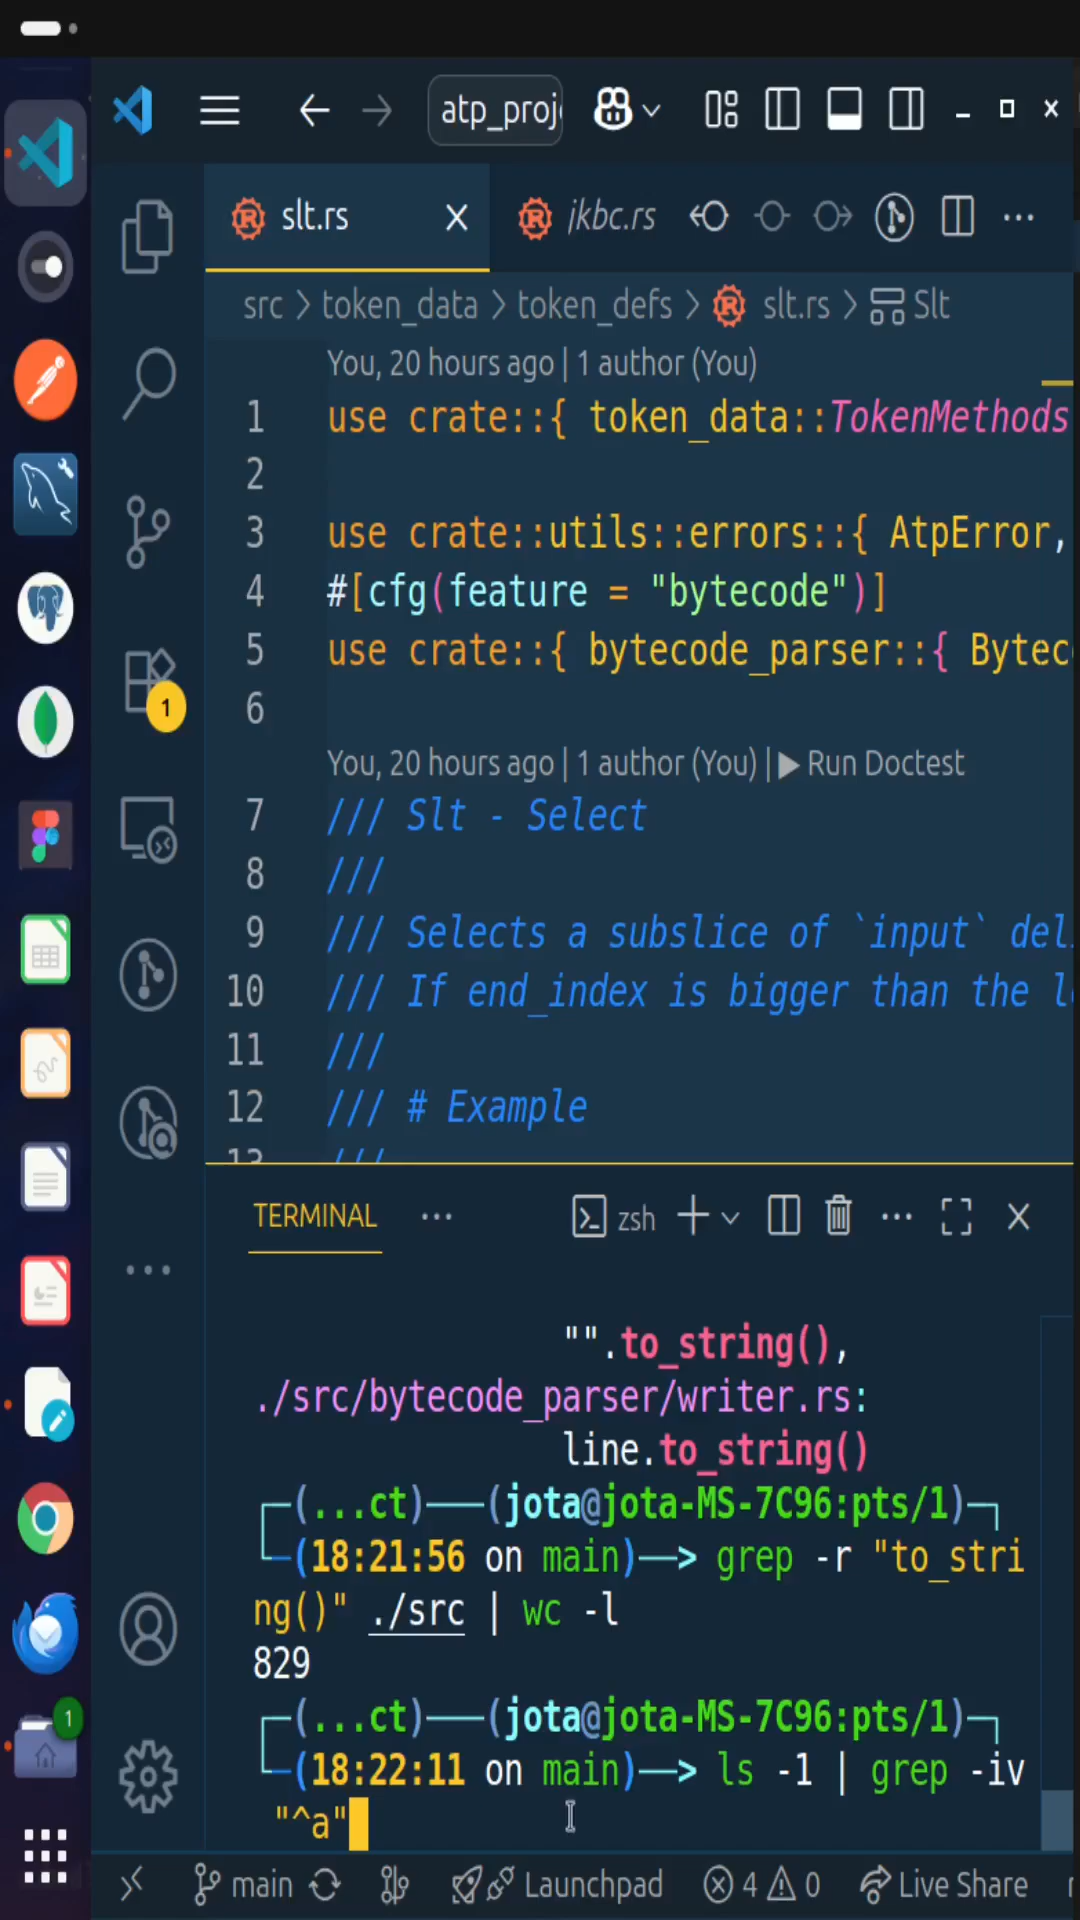 atp_proj
slt.rs
jkbc.rs
src > token_data > token_defs > slt.rs > Slt
You, 20 hours ago | 1 author (You)
1 use crate::{ token_data::TokenMethods
2
3 use crate::utils::errors::{ AtpError,
4 #[cfg(feature = "bytecode")]
5 use crate::{ bytecode_parser::{ Bytec
6
1
You, 20 hours ago | 1 author (You) | ▶ Run Doctest
7 /// Slt - Select
8 ///
9 /// Selects a subslice of `input` del
10 /// If end_index is bigger than the l
11 ///
12 /// # Example
13 ///
TERMINAL ... zsh
"".to_string(),
./src/bytecode_parser/writer.rs:
line.to_string()
┌─(...ct)──(jota@jota-MS-7C96:pts/1)─┐
└─(18:21:56 on main)──> grep -r "to_stri
ng()" ./src | wc -l
829
┌─(...ct)──(jota@jota-MS-7C96:pts/1)─┐
└─(18:22:11 on main)──> ls -1 | grep -iv
"^a"
1
main Launchpad 4 0 Live Share